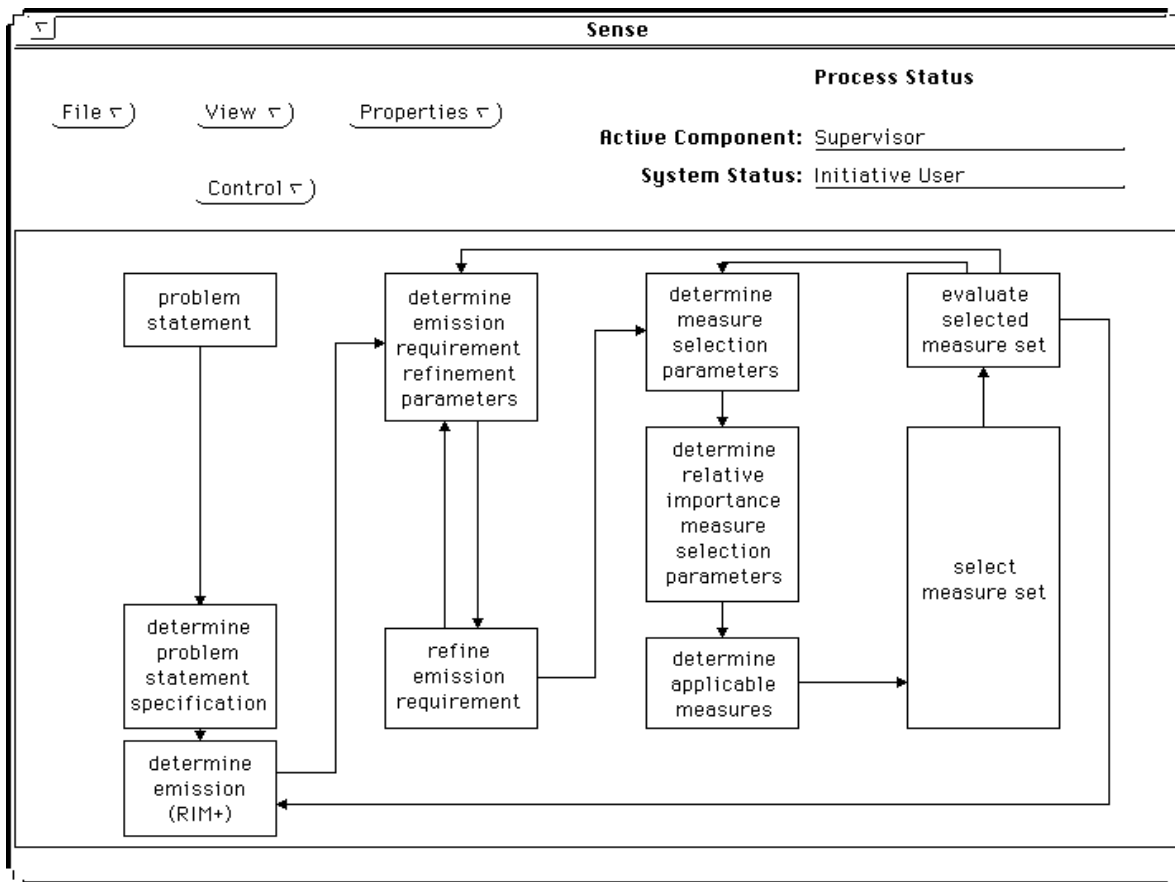 Sense
Process Status
File
View
Properties
Active Component: Supervisor
System Status: Initiative User
Control
problem
statement
determine
problem
statement
specification
determine
emission
(RIM+)
determine
emission
requirement
refinement
parameters
refine
emission
requirement
determine
measure
selection
parameters
determine
relative
importance
measure
selection
parameters
determine
applicable
measures
evaluate
selected
measure set
select
measure set